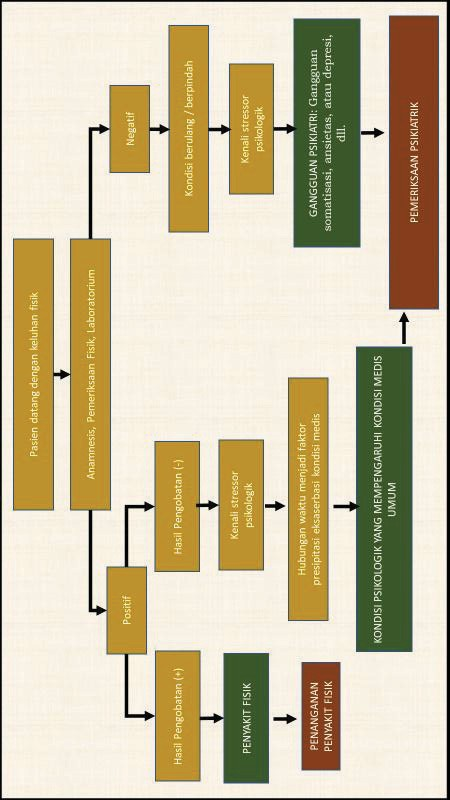 Pasien datang dengan keluhan fisik
Anamnesis, Pemeriksaan Fisik, Laboratorium
Positif
Negatif
Hasil Pengobatan (+)
Hasil Pengobatan (-)
Kondisi berulang / berpindah
PENYAKIT FISIK
Kenali stressor
psikologik
Kenali stressor
psikologik
PENANGANAN
PENYAKIT FISIK
Hubungan waktu menjadi faktor
presipitasi eksaserbasi kondisi medis
GANGGUAN PSIKIATRI: Gangguan
somatisasi, ansietas, atau depresi,
dll.
KONDISI PSIKOLOGIK YANG MEMPENGARUHI KONDISI MEDIS
UMUM
PEMERIKSAAN PSIKIATRIK